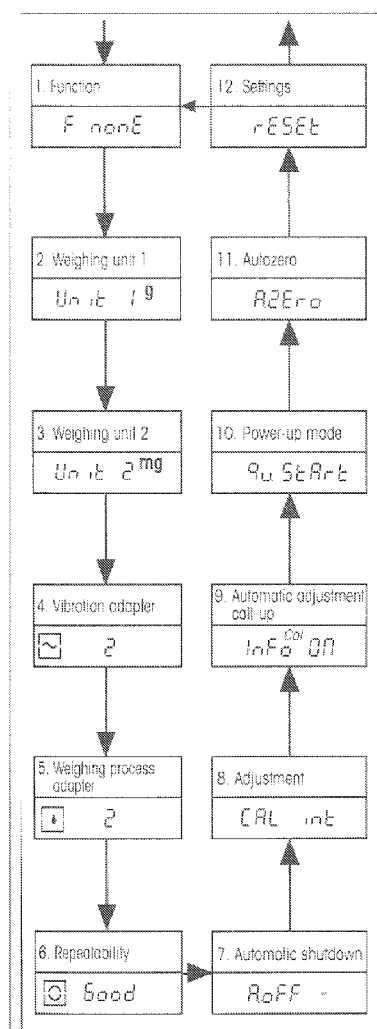 1. Function
F nonE
2. Weighing unit 1
Unit 1 g
3. Weighing unit 2
Unit 2 mg
4. Vibration adapter
2
5. Weighing process
adapter
2
6. Repeatability
Good
7. Automatic shutdown
A.oFF -
8. Adjustment
CAL int
9. Automatic adjustment
call-up
InFo Cal ON
10. Power-up mode
qu StArt
11. Autozero
A2Ero
12. Settings
rESEt